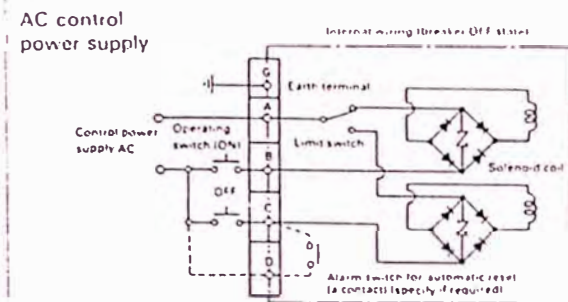 AC control
power supply
Internal wiring (Breaker OFF state)
G
Earth terminal
A
Control power
supply AC
Operating
switch (ON)
Limit switch
B
Solenoid coil
OFF
C
D
Alarm switch for automatic reset
(a contact) (specify if required)